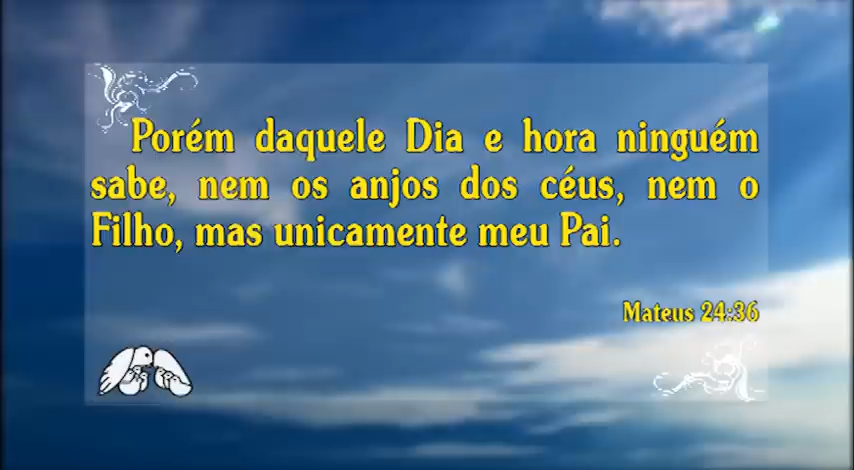 Porém daquele Dia e hora ninguém
sabe, nem os anjos dos céus, nem o
Filho, mas unicamente meu Pai.
Mateus 24:36